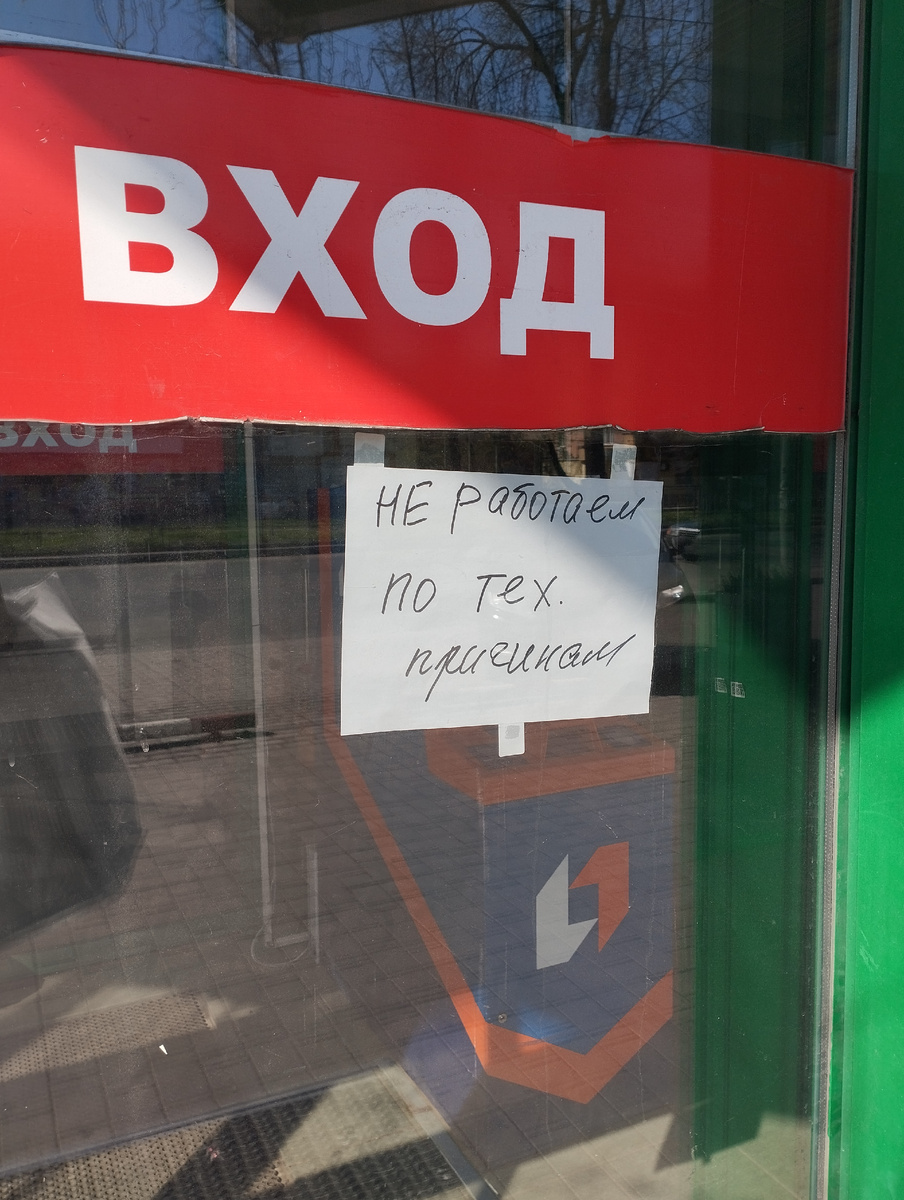 ВХОД
ВХОД
НЕ работаем
по тех.
причинам